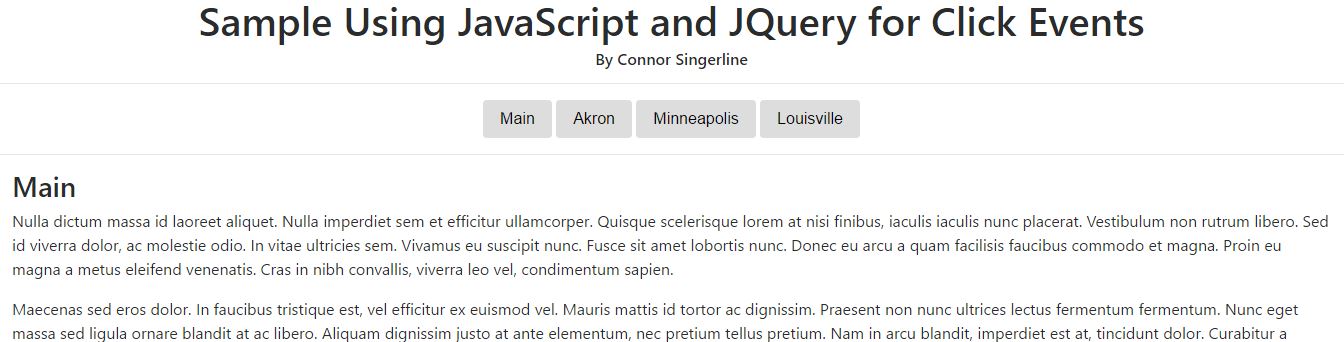 Sample Using JavaScript and JQuery for Click Events
By Connor Singerline
Main Akron Minneapolis Louisville
Main
Nulla dictum massa id laoreet aliquet. Nulla imperdiet sem et efficitur ullamcorper. Quisque scelerisque lorem at nisi finibus, iaculis iaculis nunc placerat. Vestibulum non rutrum libero. Sed
id viverra dolor, ac molestie odio. In vitae ultricies sem. Vivamus eu suscipit nunc. Fusce sit amet lobortis nunc. Donec eu arcu a quam facilisis faucibus commodo et magna. Proin eu
magna a metus eleifend venenatis. Cras in nibh convallis, viverra leo vel, condimentum sapien.
Maecenas sed eros dolor. In faucibus tristique est, vel efficitur ex euismod vel. Mauris mattis id tortor ac dignissim. Praesent non nunc ultrices lectus fermentum fermentum. Nunc eget
massa sed ligula ornare blandit at ac libero. Aliquam dignissim justo at ante elementum, nec pretium tellus pretium. Nam in arcu blandit, imperdiet est at, tincidunt dolor. Curabitur a